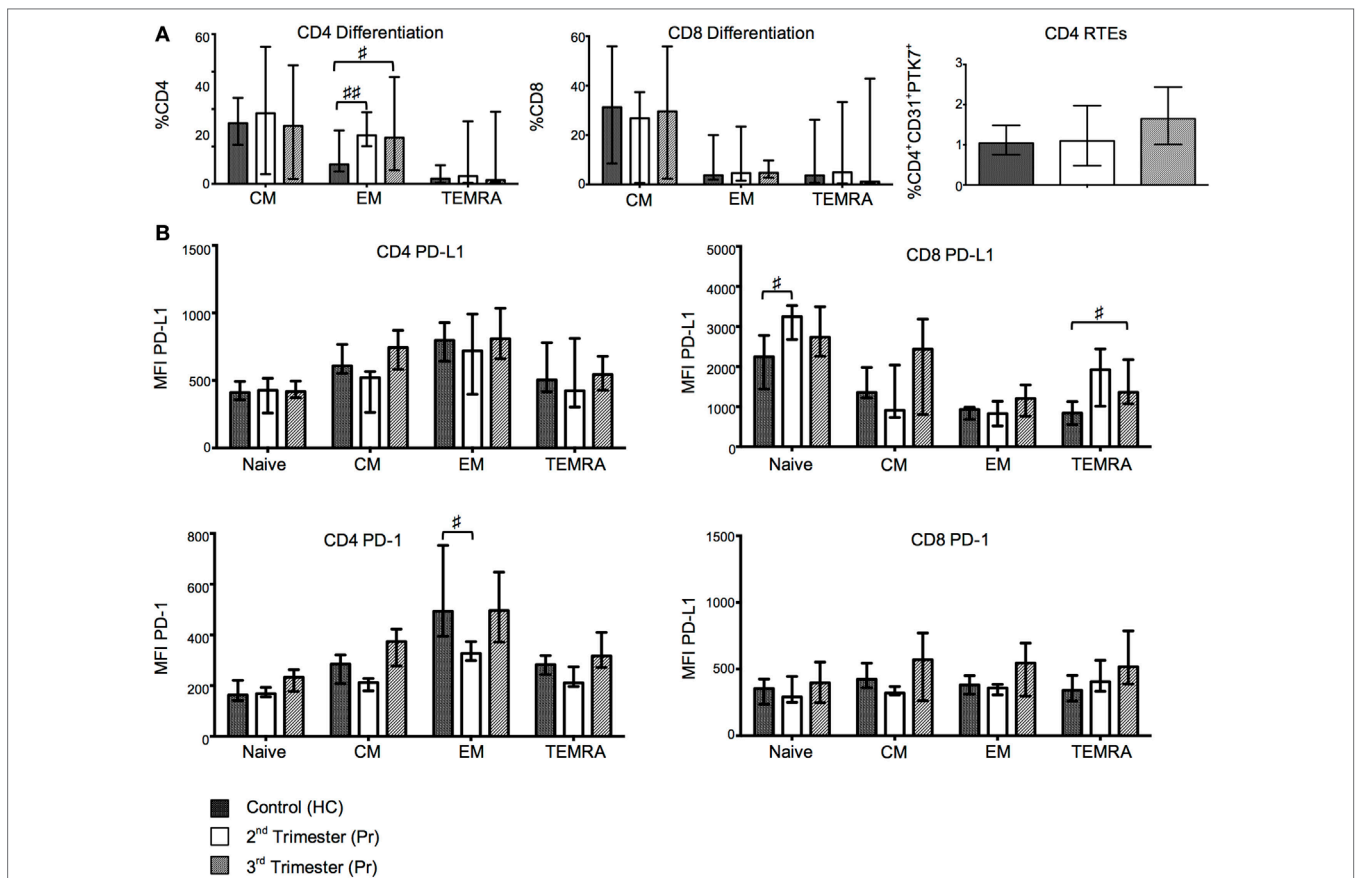 A
CD4 Differentiation
%CD4
60
40
20
0
♯
♯♯
CM EM TEMRA
CD8 Differentiation
%CD8
60
40
20
0
CM EM TEMRA
CD4 RTEs
%CD4+CD31+PTK7+
3
2
1
0
B
CD4 PD-L1
MFI PD-L1
1500
1000
500
0
Naive CM EM TEMRA
CD8 PD-L1
MFI PD-L1
5000
4000
3000
2000
1000
0
♯
♯
Naive CM EM TEMRA
CD4 PD-1
MFI PD-1
800
600
400
200
0
♯
Naive CM EM TEMRA
CD8 PD-1
MFI PD-L1
1500
1000
500
0
Naive CM EM TEMRA
Control (HC)
2nd Trimester (Pr)
3rd Trimester (Pr)